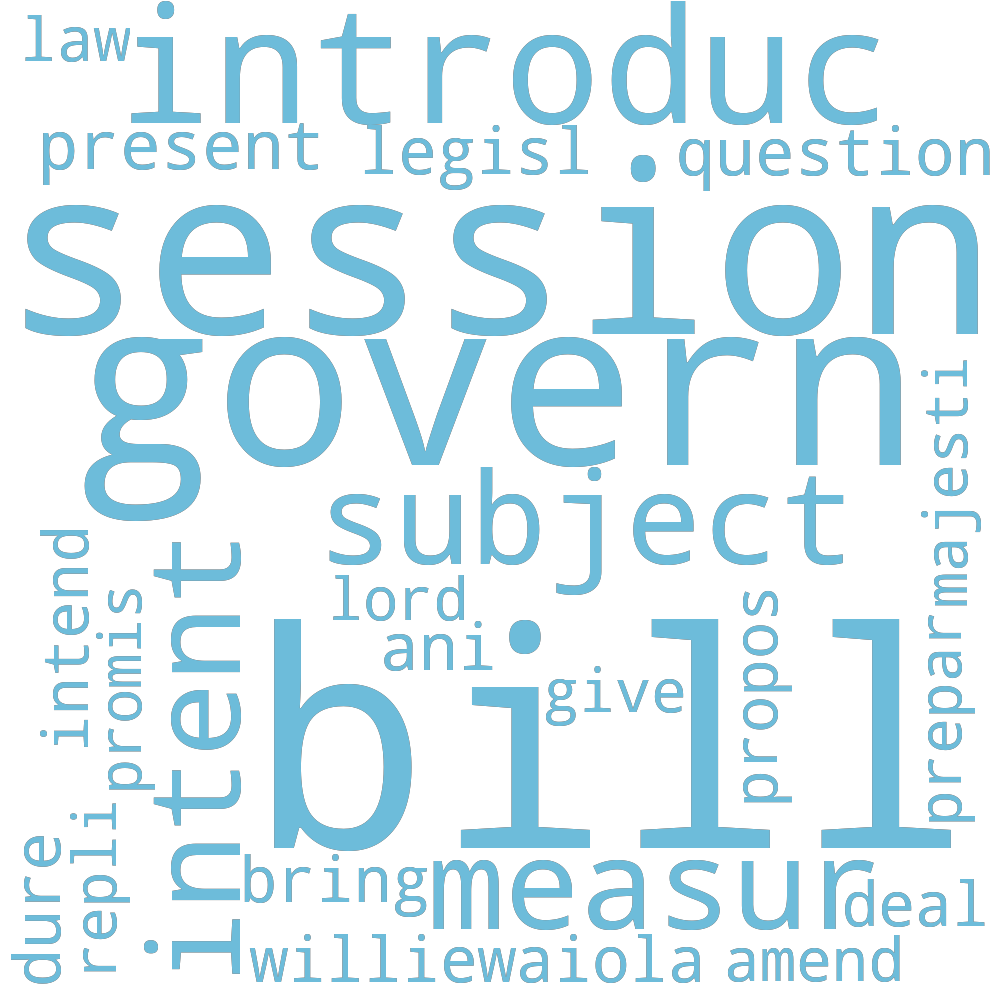 law
introduc
present
legisl
question
session
govern
majesti
subject
intend
intent
promis
lord
ani
bill
give
propos
prepar
dure
repli
bring
measur
deal
williewaiola
amend